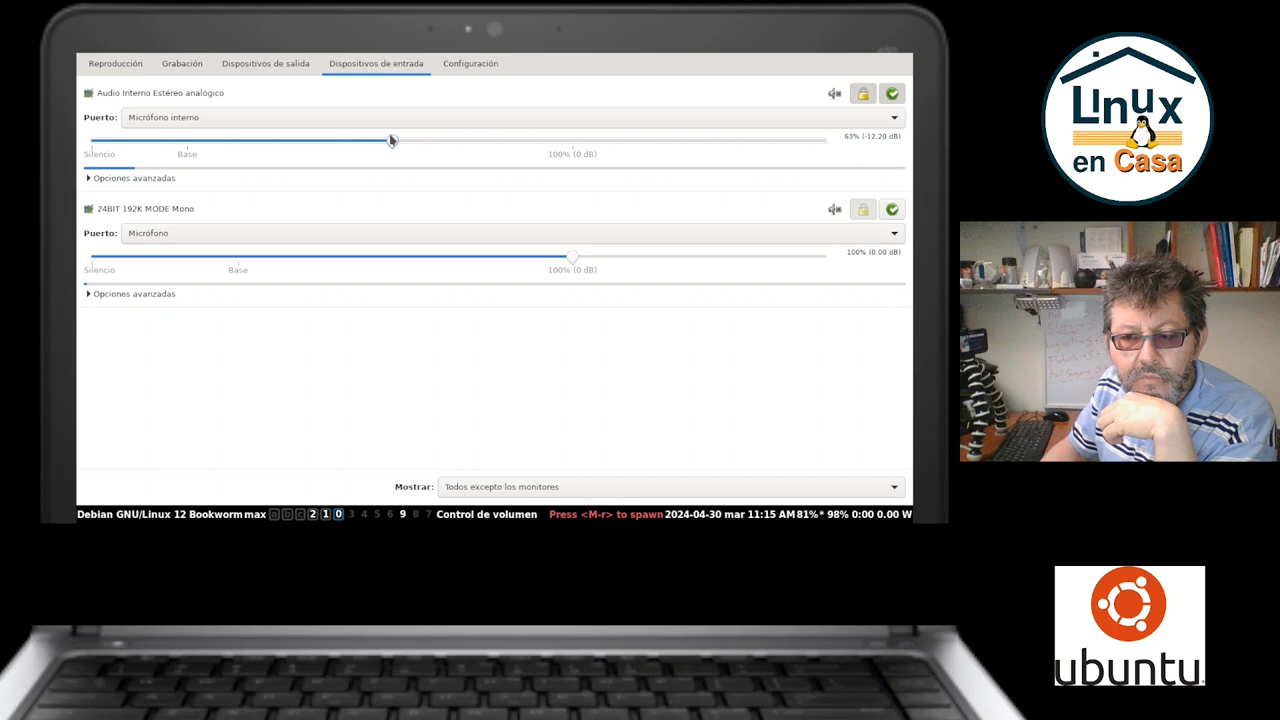 Reproducción Grabación Dispositivos de salida Dispositivos de entrada Configuración
Audio Interno Estéreo analógico
Puerto: Micrófono interno
63% (-12,20 dB)
Silencio Base 100% (0 dB)
Opciones avanzadas
24BIT 192K MODE Mono
Puerto: Micrófono
100% (0,00 dB)
Silencio Base 100% (0 dB)
Opciones avanzadas
Mostrar: Todos excepto los monitores
Debian GNU/Linux 12 Bookworm max a b c 2 1 0 3 4 5 6 9 8 7 Control de volumen Press <M-r> to spawn 2024-04-30 mar 11:15 AM 81%* 98% 0:00 0.00 W
Linux
en Casa
ubuntu